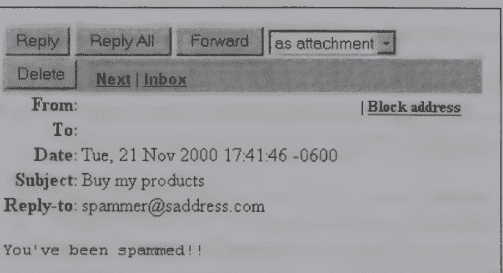 Reply Reply All Forward as attachment
Delete Next | Inbox
From: | Block address
To:
Date: Tue, 21 Nov 2000 17:41:46 -0600
Subject: Buy my products
Reply-to: spammer@saddress.com
You've been spammed!!